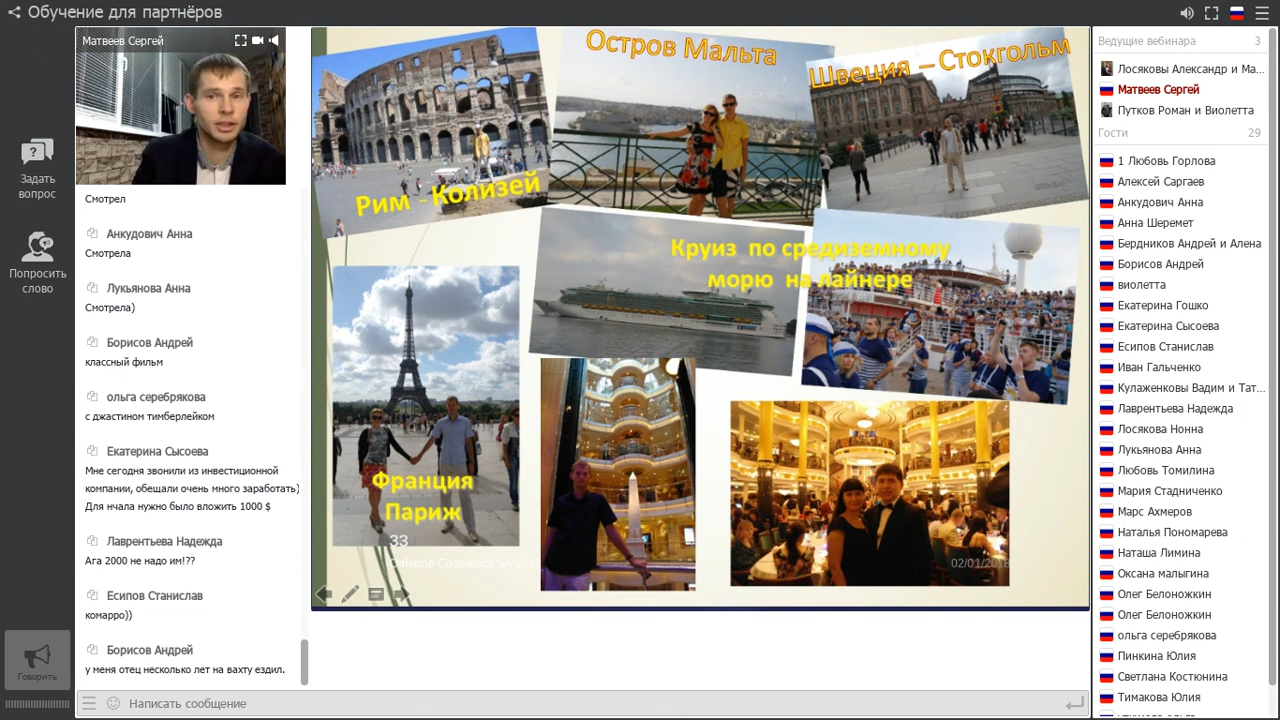 Обучение для партнёров
Задать
вопрос
Попросить
слово
Говорить
Матвеев Сергей
Смотрел
Анкудович Анна
Смотрела
Лукьянова Анна
Смотрела)
Борисов Андрей
классный фильм
ольга серебрякова
с джастином тимберлейком
Екатерина Сысоева
Мне сегодня звонили из инвестиционной
компании, обещали очень много заработать)
Для нчала нужно было вложить 1000 $
Лаврентьева Надежда
Ага 2000 не надо им!??
Есипов Станислав
комарро))
Борисов Андрей
у меня отец несколько лет на вахту ездил.
Написать сообщение
Остров Мальта
Швеция – Стокгольм
Рим - Колизей
Круиз по средиземному
морю на лайнере
Франция
Париж
33
Oriflame Cosmetics SA 201
02/01/2018
Ведущие вебинара 3
Лосяковы Александр и Ма...
Матвеев Сергей
Путков Роман и Виолетта
Гости 29
1 Любовь Горлова
Алексей Саргаев
Анкудович Анна
Анна Шеремет
Бердников Андрей и Алена
Борисов Андрей
виолетта
Екатерина Гошко
Екатерина Сысоева
Есипов Станислав
Иван Гальченко
Кулаженковы Вадим и Тат...
Лаврентьева Надежда
Лосякова Нонна
Лукьянова Анна
Любовь Томилина
Мария Стадниченко
Марс Ахмеров
Наталья Пономарева
Наташа Лимина
Оксана малыгина
Олег Белоножкин
Олег Белоножкин
ольга серебрякова
Пинкина Юлия
Светлана Костюнина
Тимакова Юлия